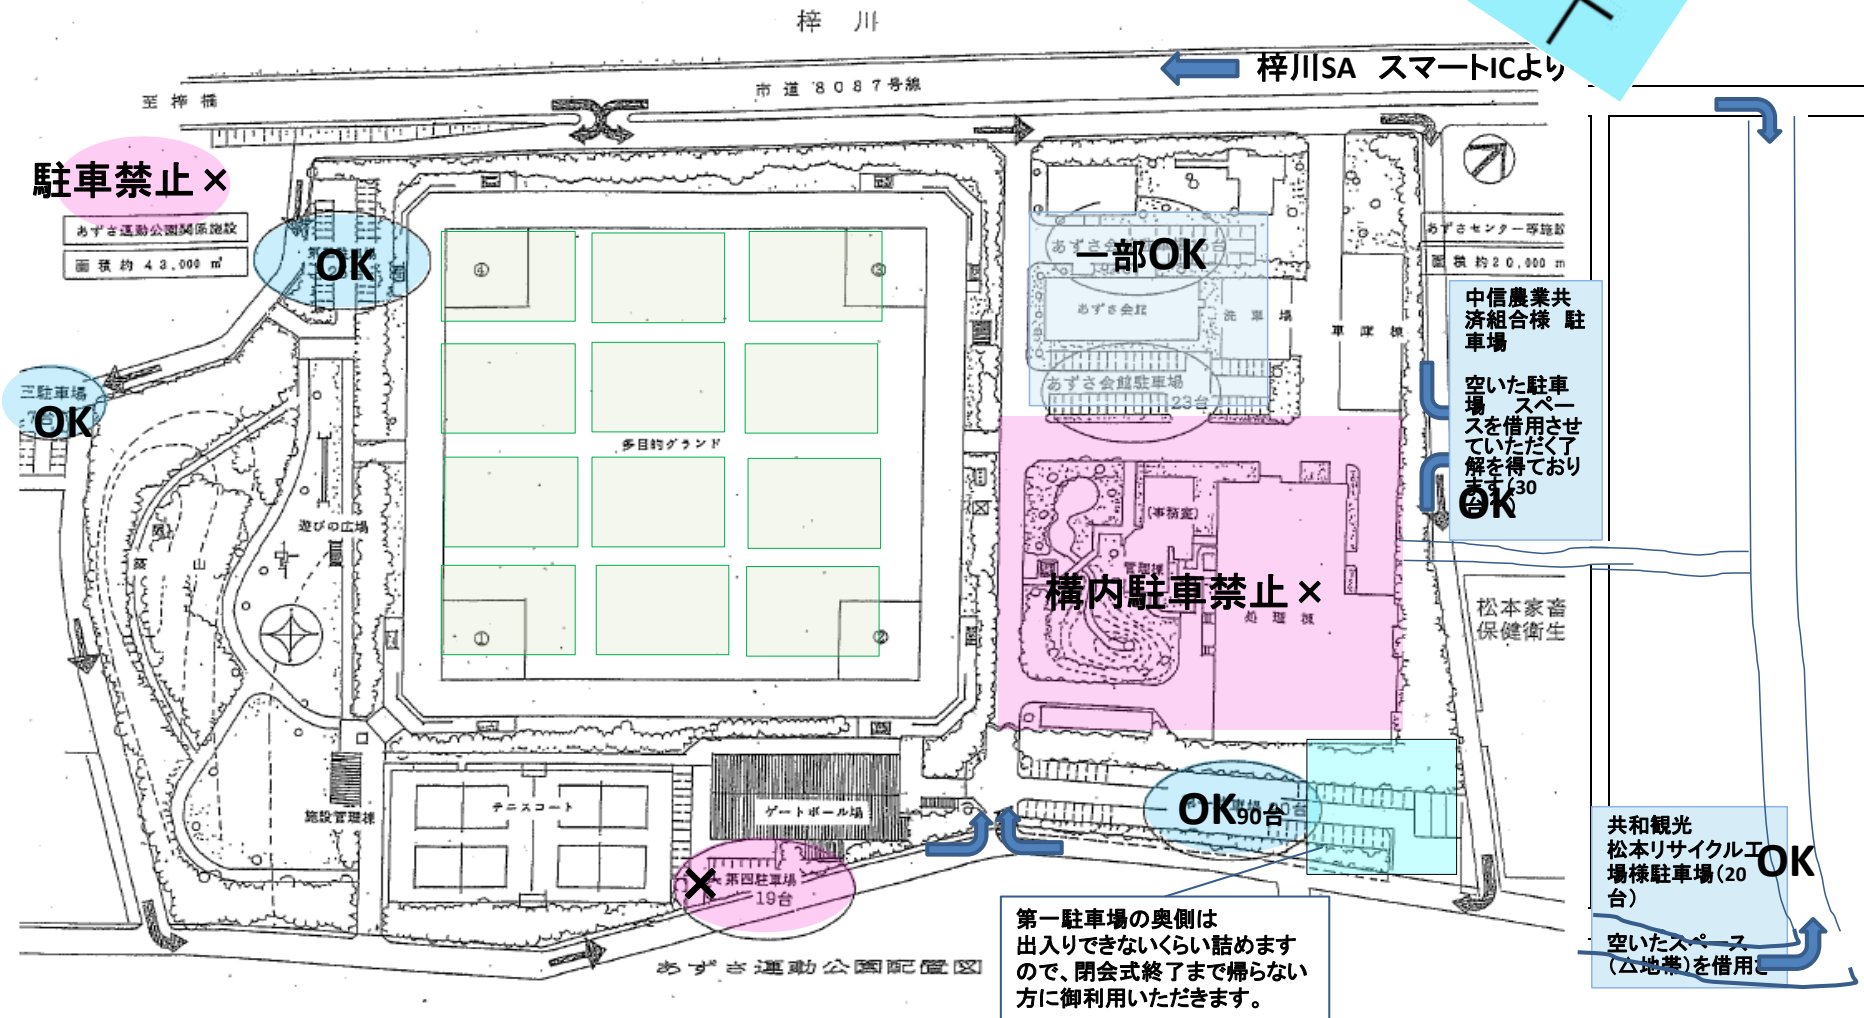 梓 川
梓川SA スマートICより
市道8087号線
至梓橋
駐車禁止×
あずさ運動公園関係施設
面積約43,000㎡
OK
一部OK
あずさ会館
洗車場
車庫棟
あずさセンター等施設
面積約20,000m
中信農業共
済組合様 駐
車場
空いた駐車
場 スペー
スを借用させ
ていただく了
解を得ており
ます(30
OK
④
③
三駐車場
OK
あずさ会館駐車場
23台
多目的グランド
遊びの広場
築山
(事務室)
管理棟
構内駐車禁止×
処理棟
松本家畜
保健衛生
①
②
施設管理棟
テニスコート
ゲートボール場
OK90台
×
第四駐車場
19台
共和観光
松本リサイクル工
場様駐車場(20
台)
OK
空いたスペース
(△地帯)を借用さ
第一駐車場の奥側は
出入りできないくらい詰めます
ので、閉会式終了まで帰らない
方に御利用いただきます。
あずさ運動公園配置図